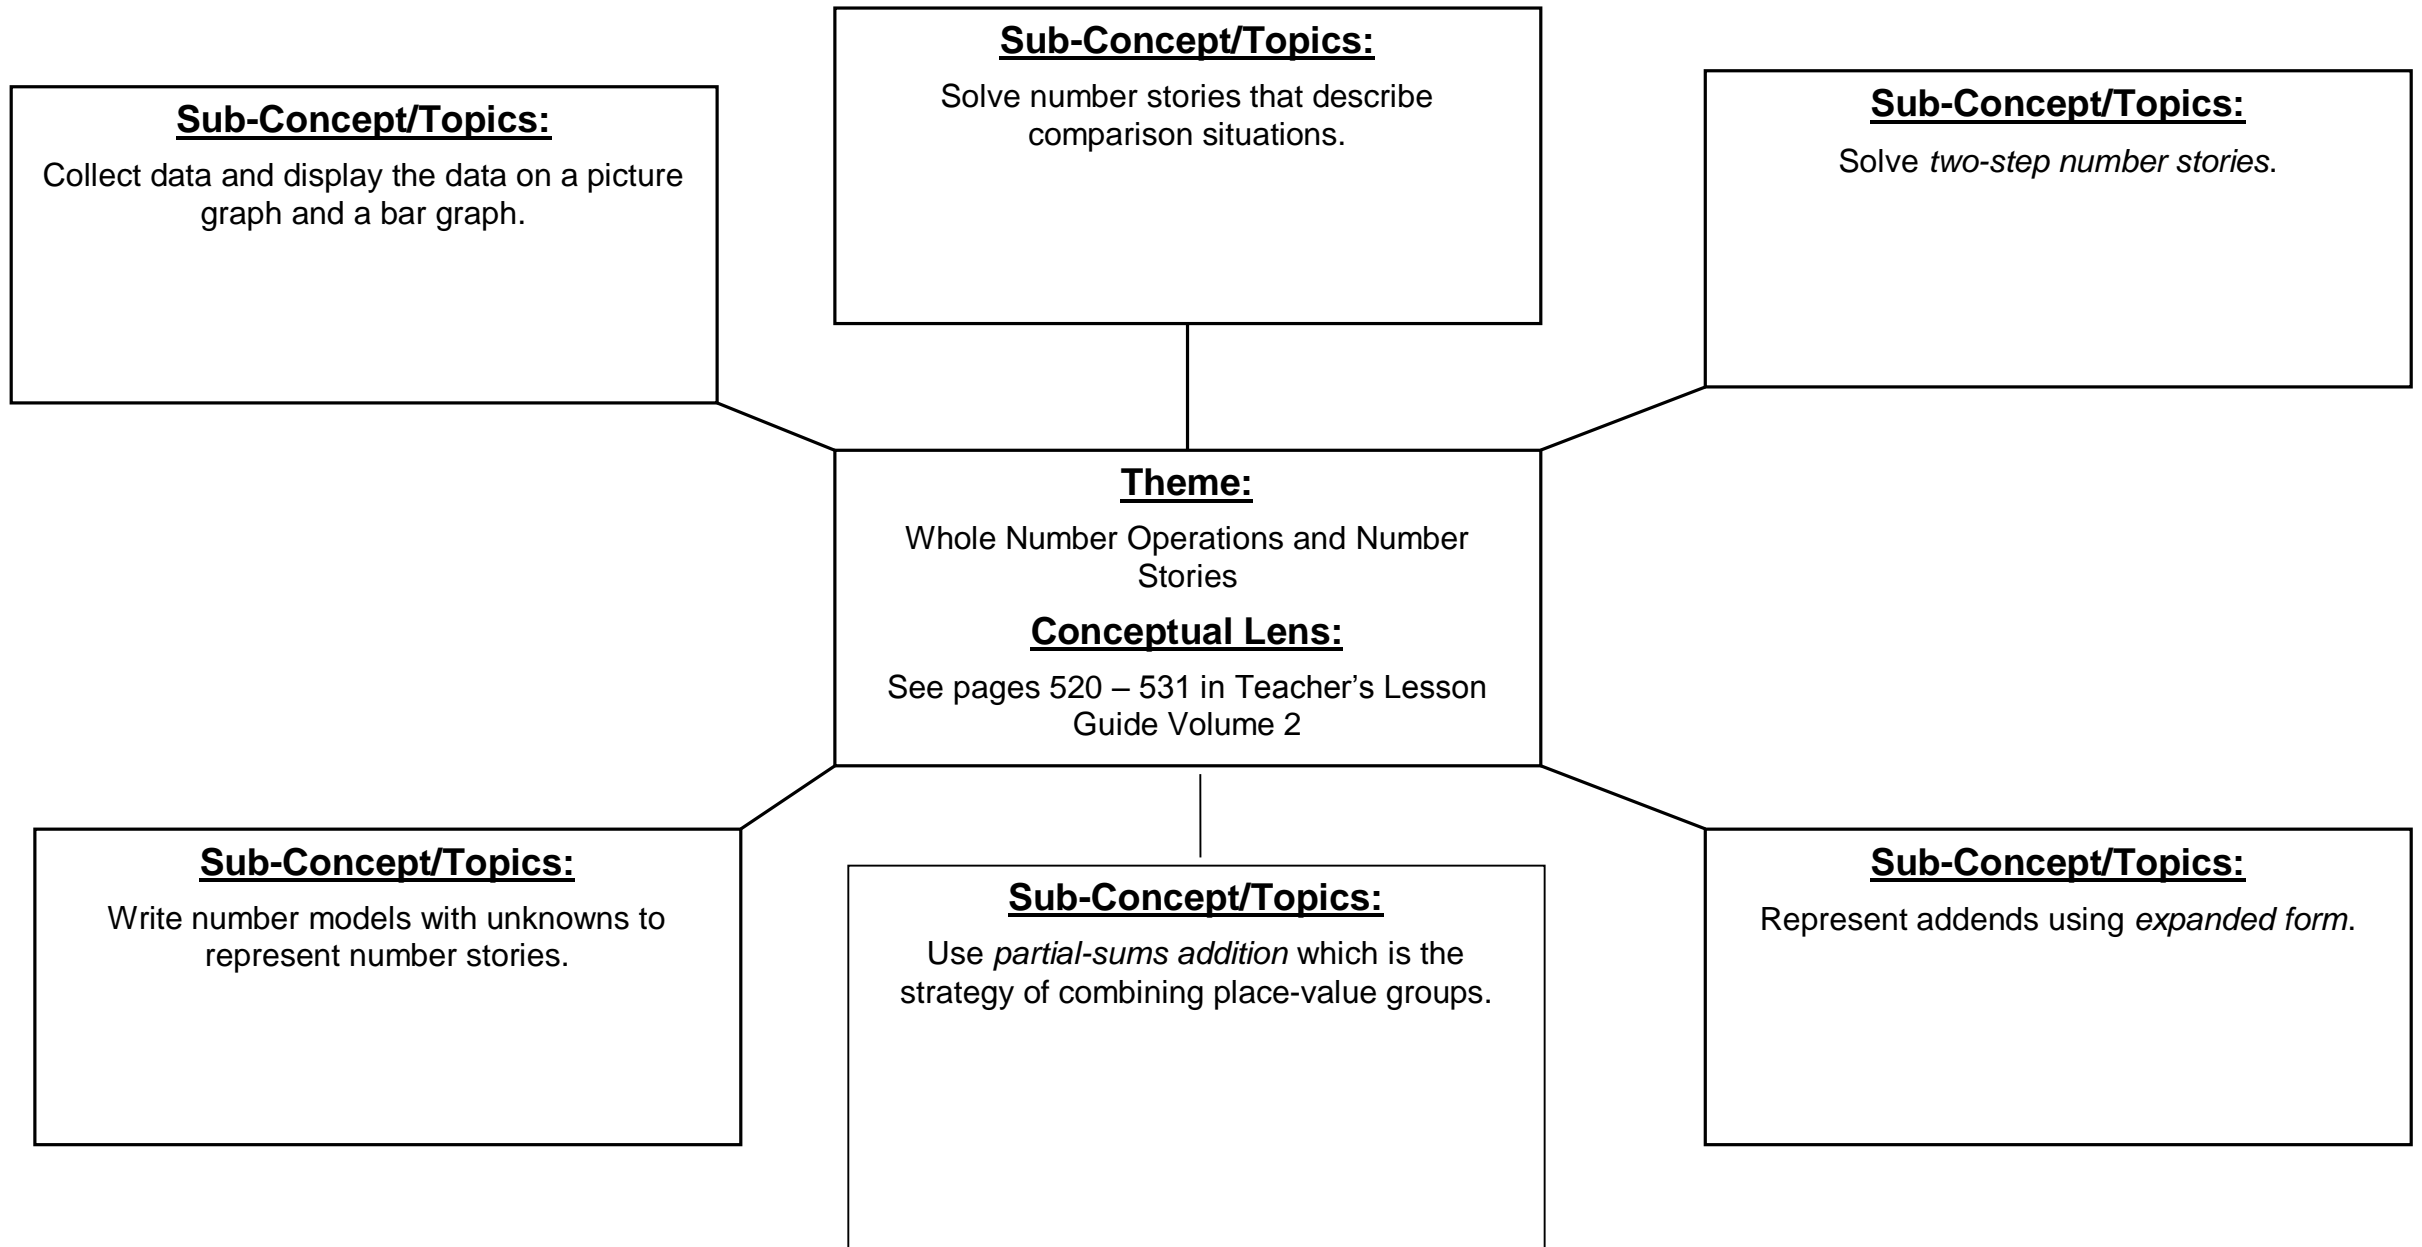 Sub-Concept/Topics:
Collect data and display the data on a picture
graph and a bar graph.
Sub-Concept/Topics:
Solve number stories that describe
comparison situations.
Sub-Concept/Topics:
Solve two-step number stories.
Theme:
Whole Number Operations and Number
Stories
Conceptual Lens:
See pages 520 – 531 in Teacher’s Lesson
Guide Volume 2
Sub-Concept/Topics:
Write number models with unknowns to
represent number stories.
Sub-Concept/Topics:
Use partial-sums addition which is the
strategy of combining place-value groups.
Sub-Concept/Topics:
Represent addends using expanded form.